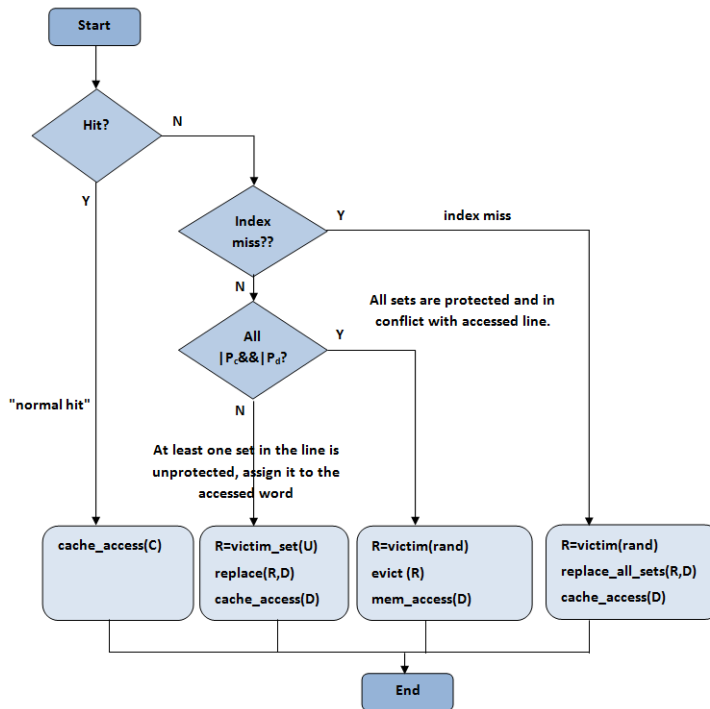 Start
Hit?
N
Y
Index
miss??
Y
index miss
N
All sets are protected and in
conflict with accessed line.
All
|Pc&&|Pd?
Y
N
"normal hit"
At least one set in the line is
unprotected, assign it to the
accessed word
cache_access(C)
R=victim_set(U)
replace(R,D)
cache_access(D)
R=victim(rand)
evict (R)
mem_access(D)
R=victim(rand)
replace_all_sets(R,D)
cache_access(D)
End